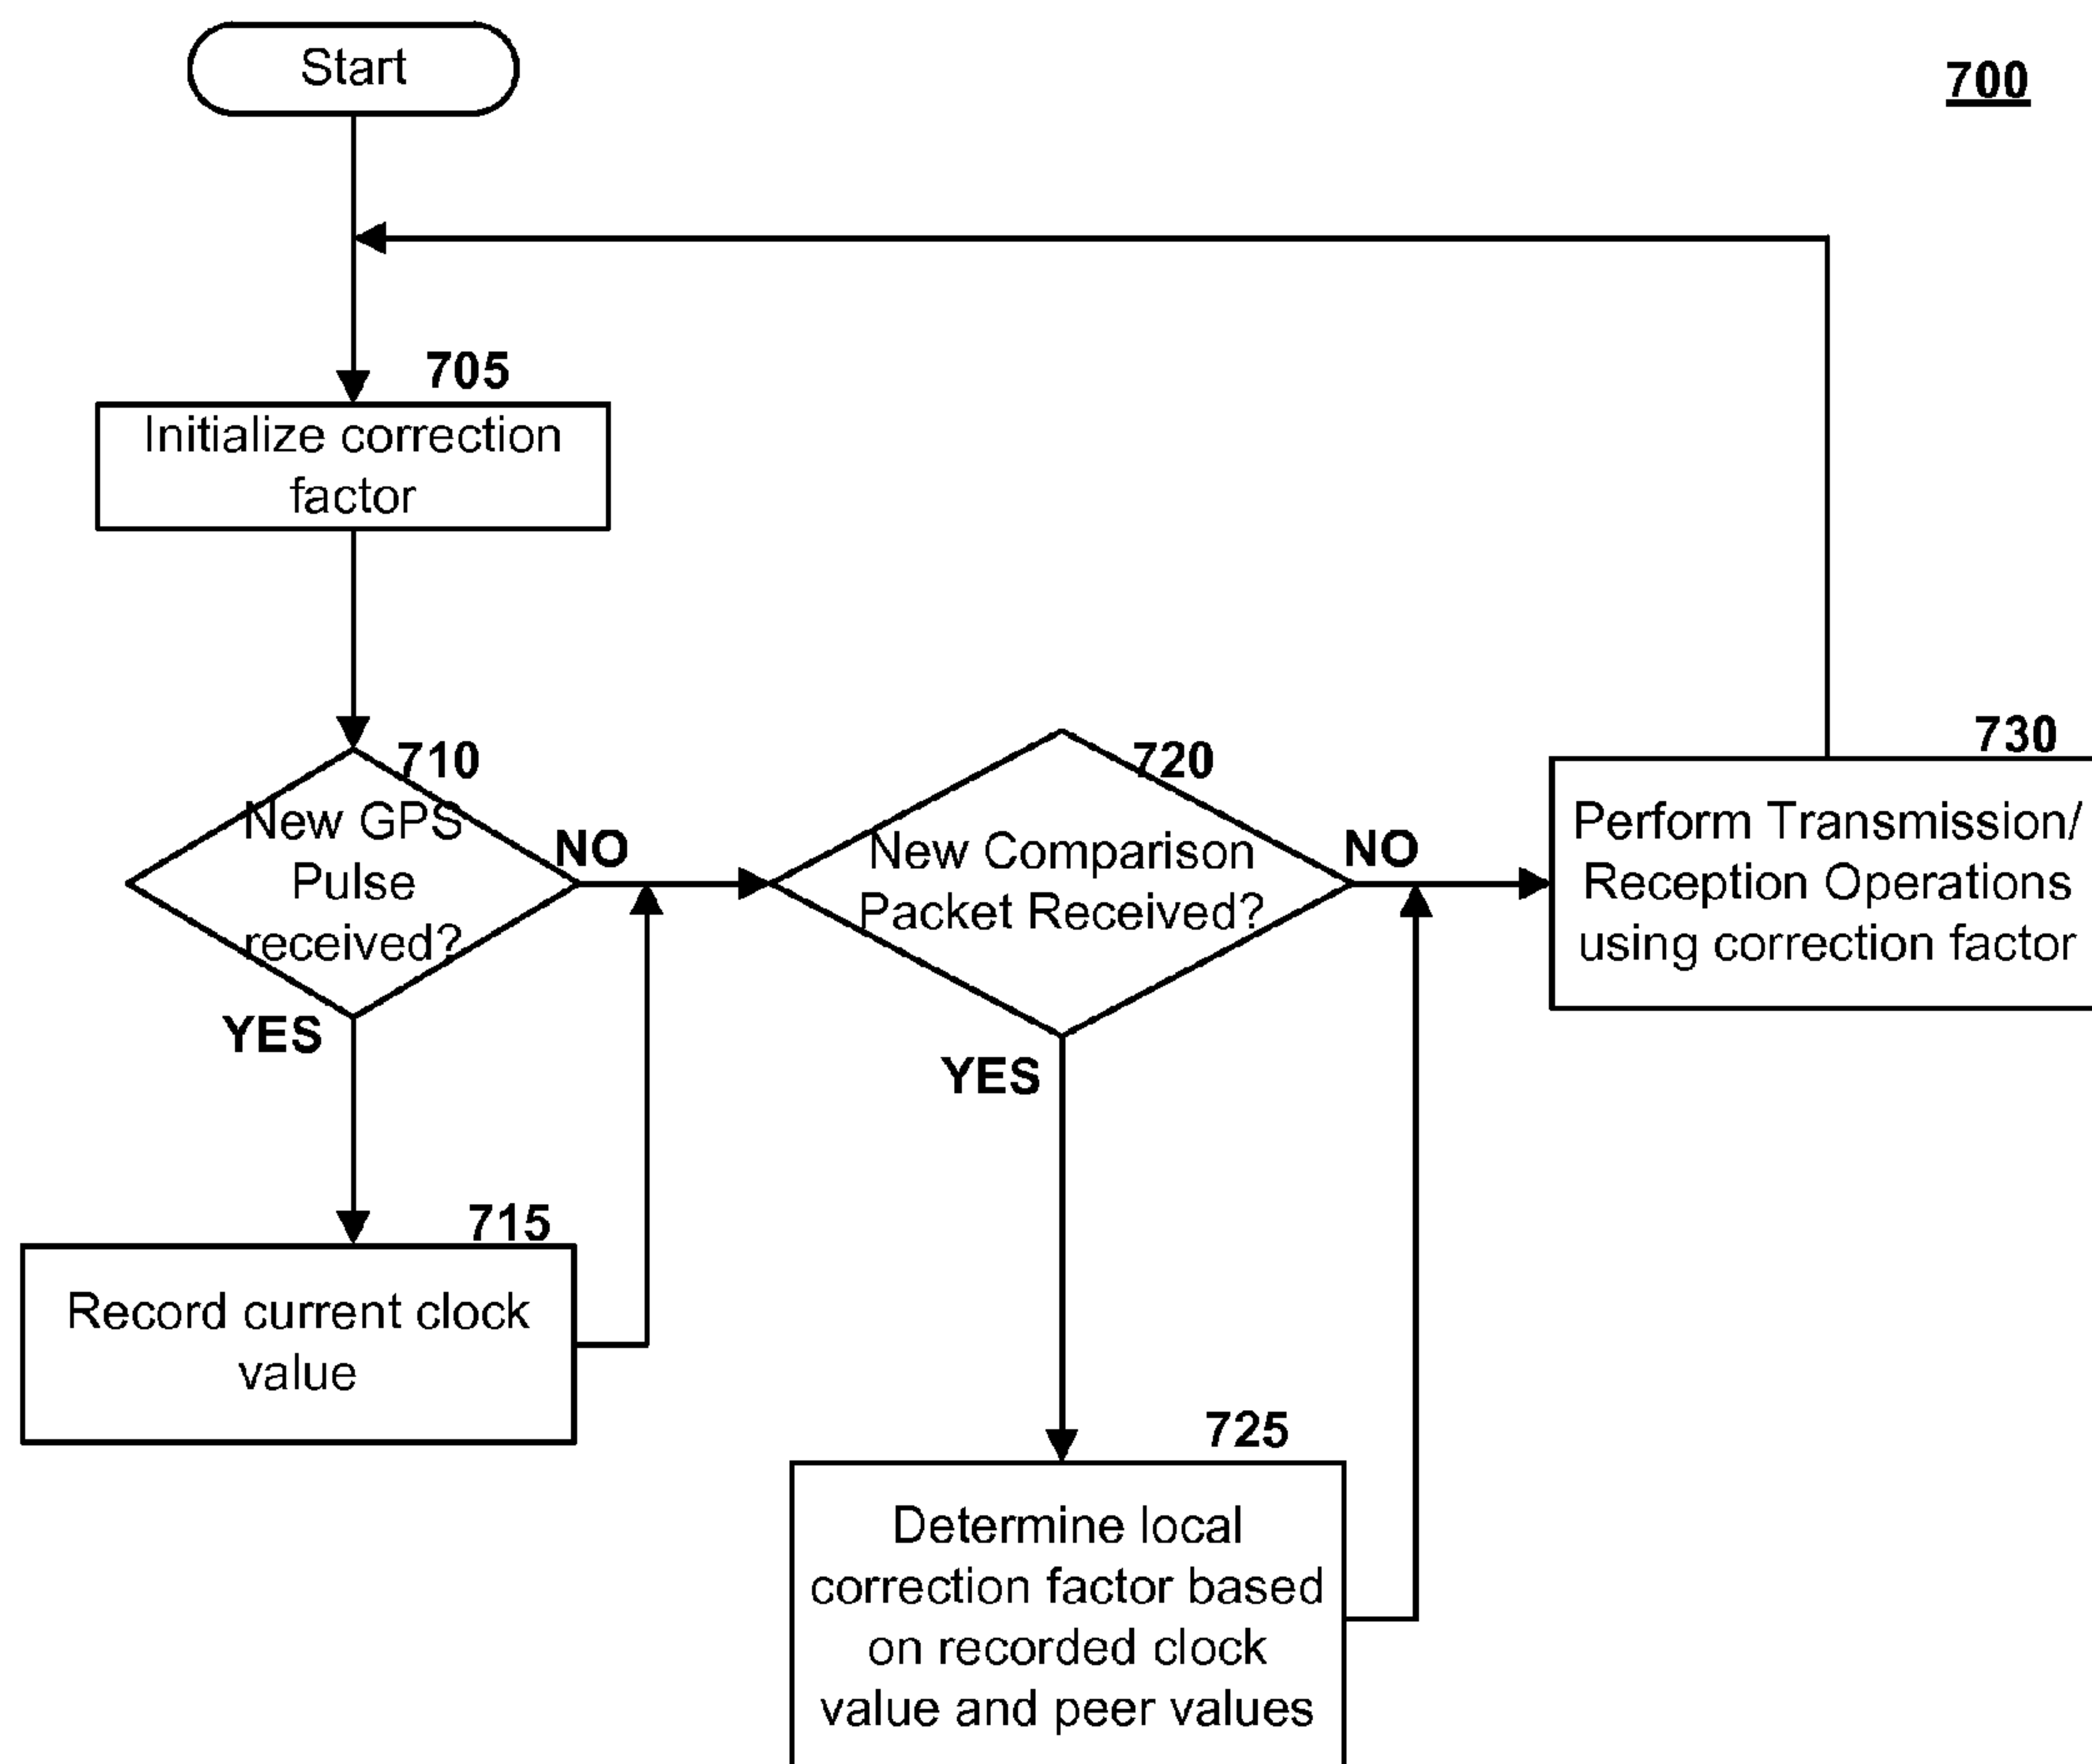 Start
700
705
Initialize correction
factor
710
New GPS
Pulse
received?
NO
YES
715
Record current clock
value
720
New Comparison
Packet Received?
NO
YES
725
Determine local
correction factor based
on recorded clock
value and peer values
730
Perform Transmission/
Reception Operations
using correction factor